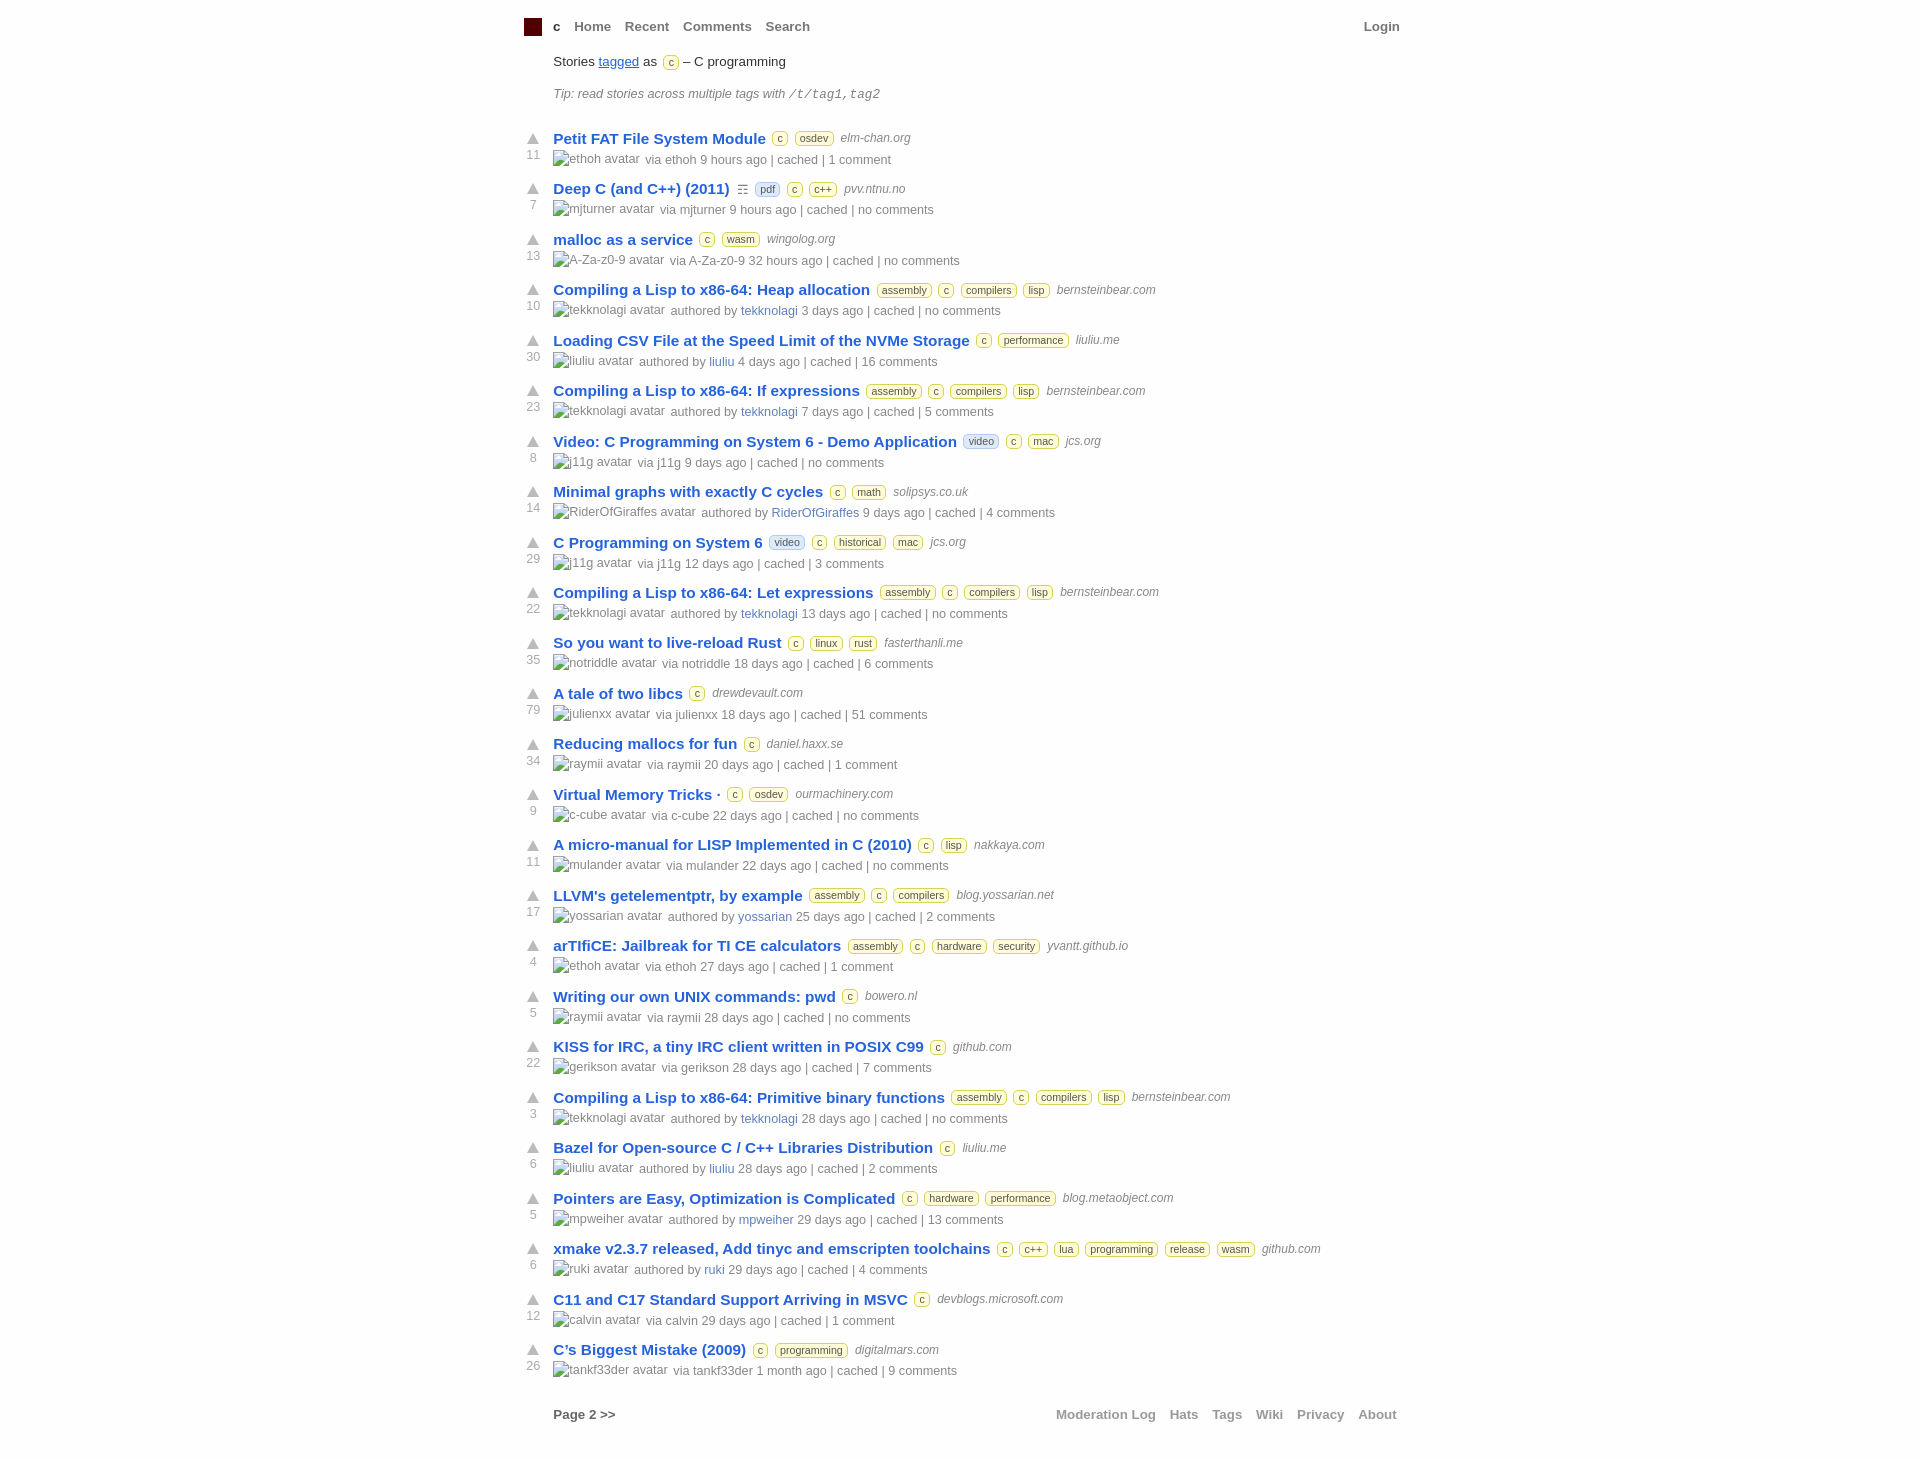 c Home Recent Comments Search Login
Stories tagged as c – C programming
Tip: read stories across multiple tags with /t/tag1,tag2
Petit FAT File System Module c osdev elm-chan.org
11 ethoh avatar via ethoh 9 hours ago | cached | 1 comment
Deep C (and C++) (2011) ☶ pdf c c++ pvv.ntnu.no
7 mjturner avatar via mjturner 9 hours ago | cached | no comments
malloc as a service c wasm wingolog.org
13 A-Za-z0-9 avatar via A-Za-z0-9 32 hours ago | cached | no comments
Compiling a Lisp to x86-64: Heap allocation assembly c compilers lisp bernsteinbear.com
10 tekknolagi avatar authored by tekknolagi 3 days ago | cached | no comments
Loading CSV File at the Speed Limit of the NVMe Storage c performance liuliu.me
30 liuliu avatar authored by liuliu 4 days ago | cached | 16 comments
Compiling a Lisp to x86-64: If expressions assembly c compilers lisp bernsteinbear.com
23 tekknolagi avatar authored by tekknolagi 7 days ago | cached | 5 comments
Video: C Programming on System 6 - Demo Application video c mac jcs.org
8 j11g avatar via j11g 9 days ago | cached | no comments
Minimal graphs with exactly C cycles c math solipsys.co.uk
14 RiderOfGiraffes avatar authored by RiderOfGiraffes 9 days ago | cached | 4 comments
C Programming on System 6 video c historical mac jcs.org
29 j11g avatar via j11g 12 days ago | cached | 3 comments
Compiling a Lisp to x86-64: Let expressions assembly c compilers lisp bernsteinbear.com
22 tekknolagi avatar authored by tekknolagi 13 days ago | cached | no comments
So you want to live-reload Rust c linux rust fasterthanli.me
35 notriddle avatar via notriddle 18 days ago | cached | 6 comments
A tale of two libcs c drewdevault.com
79 julienxx avatar via julienxx 18 days ago | cached | 51 comments
Reducing mallocs for fun c daniel.haxx.se
34 raymii avatar via raymii 20 days ago | cached | 1 comment
Virtual Memory Tricks · c osdev ourmachinery.com
9 c-cube avatar via c-cube 22 days ago | cached | no comments
A micro-manual for LISP Implemented in C (2010) c lisp nakkaya.com
11 mulander avatar via mulander 22 days ago | cached | no comments
LLVM's getelementptr, by example assembly c compilers blog.yossarian.net
17 yossarian avatar authored by yossarian 25 days ago | cached | 2 comments
arTIfiCE: Jailbreak for TI CE calculators assembly c hardware security yvantt.github.io
4 ethoh avatar via ethoh 27 days ago | cached | 1 comment
Writing our own UNIX commands: pwd c bowero.nl
5 raymii avatar via raymii 28 days ago | cached | no comments
KISS for IRC, a tiny IRC client written in POSIX C99 c github.com
22 gerikson avatar via gerikson 28 days ago | cached | 7 comments
Compiling a Lisp to x86-64: Primitive binary functions assembly c compilers lisp bernsteinbear.com
3 tekknolagi avatar authored by tekknolagi 28 days ago | cached | no comments
Bazel for Open-source C / C++ Libraries Distribution c liuliu.me
6 liuliu avatar authored by liuliu 28 days ago | cached | 2 comments
Pointers are Easy, Optimization is Complicated c hardware performance blog.metaobject.com
5 mpweiher avatar authored by mpweiher 29 days ago | cached | 13 comments
xmake v2.3.7 released, Add tinyc and emscripten toolchains c c++ lua programming release wasm github.com
6 ruki avatar authored by ruki 29 days ago | cached | 4 comments
C11 and C17 Standard Support Arriving in MSVC c devblogs.microsoft.com
12 calvin avatar via calvin 29 days ago | cached | 1 comment
C’s Biggest Mistake (2009) c programming digitalmars.com
26 tankf33der avatar via tankf33der 1 month ago | cached | 9 comments
Page 2 >> Moderation Log Hats Tags Wiki Privacy About